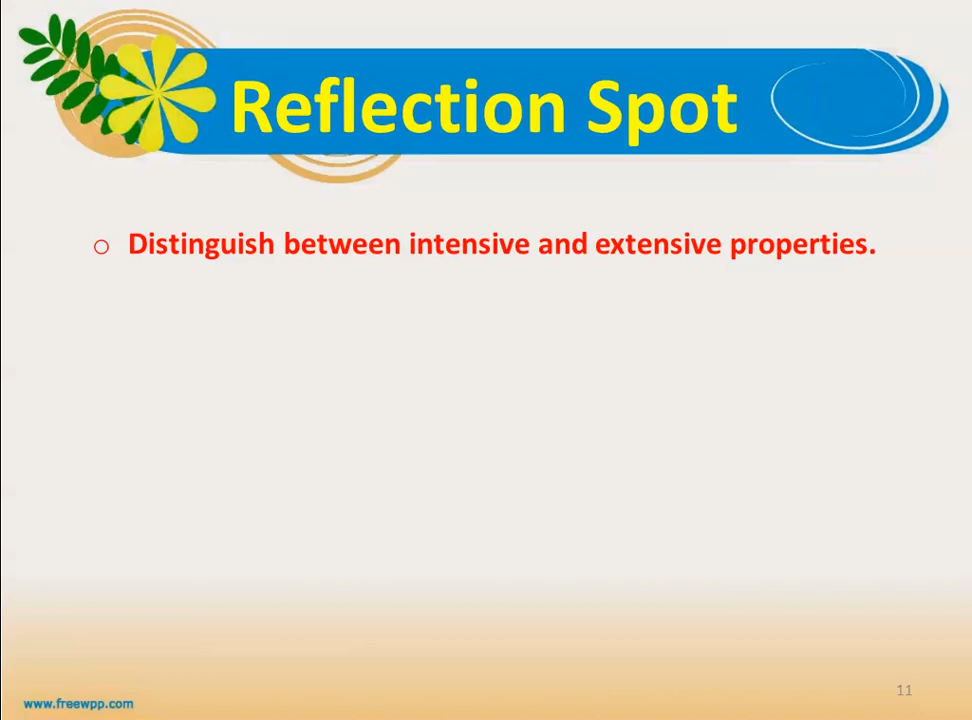 Reflection Spot
o Distinguish between intensive and extensive properties.
www.freewpp.com
11